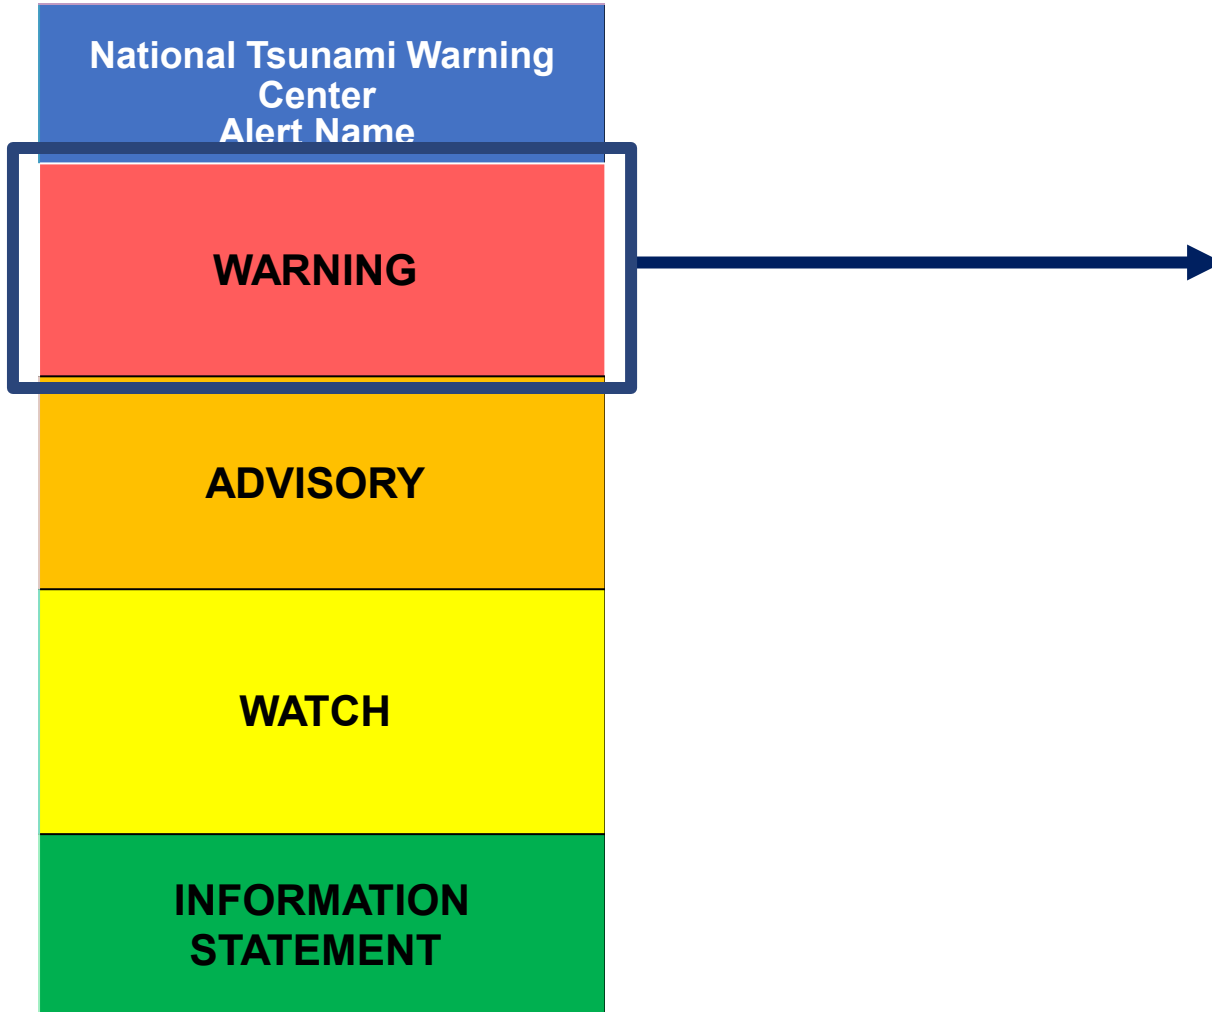 National Tsunami Warning
Center
Alert Name
WARNING
ADVISORY
WATCH
INFORMATION
STATEMENT